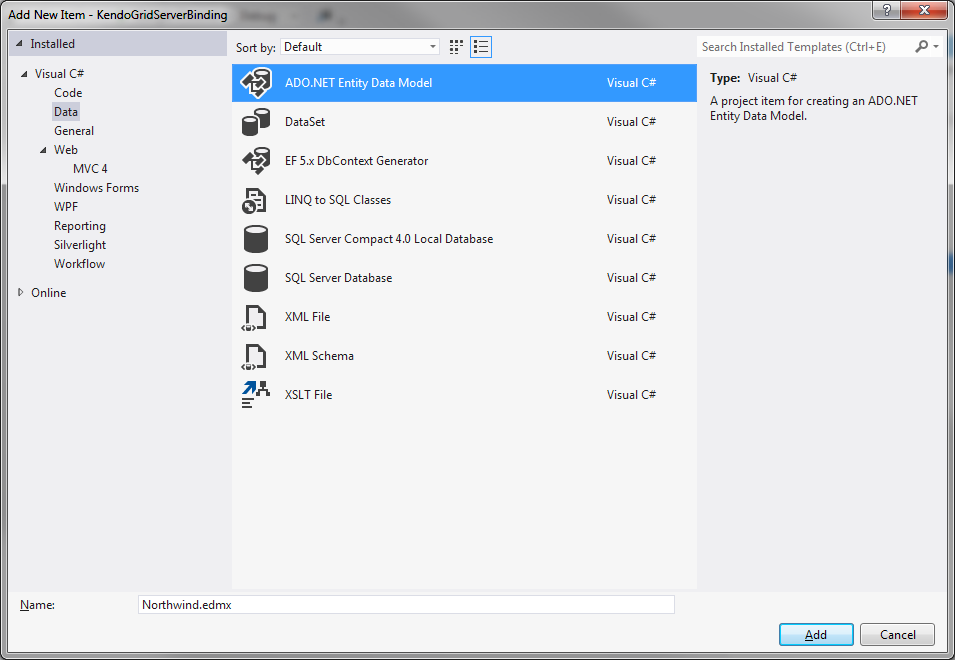 Add New Item - KendoGridServerBinding
?
Installed
Sort by: Default
Search Installed Templates (Ctrl+E)
Visual C#
Code
Data
General
Web
MVC 4
Windows Forms
WPF
Reporting
Silverlight
Workflow
Online
ADO.NET Entity Data Model Visual C#
DataSet Visual C#
EF 5.x DbContext Generator Visual C#
LINQ to SQL Classes Visual C#
SQL Server Compact 4.0 Local Database Visual C#
SQL Server Database Visual C#
XML File Visual C#
XML Schema Visual C#
XSLT File Visual C#
Type: Visual C#
A project item for creating an ADO.NET
Entity Data Model.
Name: Northwind.edmx
Add Cancel